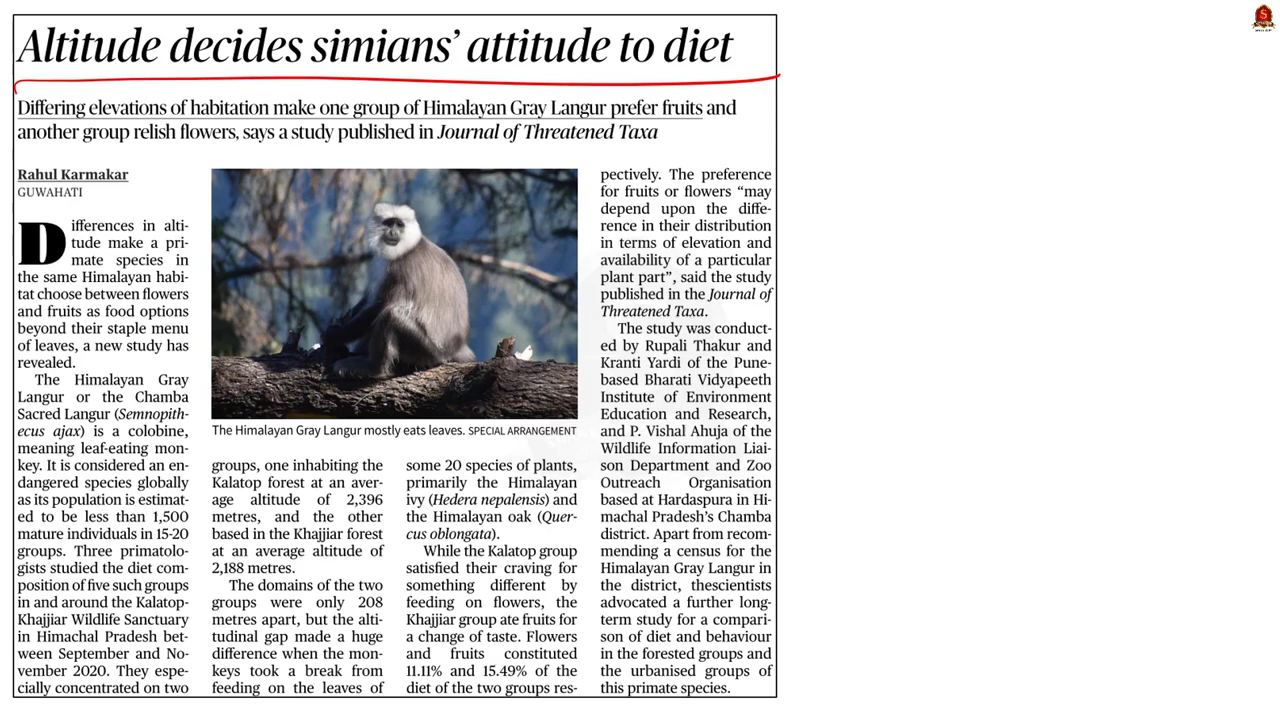 Altitude decides simians’ attitude to diet
Differing elevations of habitation make one group of Himalayan Gray Langur prefer fruits and
another group relish flowers, says a study published in Journal of Threatened Taxa
Rahul Karmakar
GUWAHATI
Differences in alti-
tude make a pri-
mate species in
the same Himalayan habi-
tat choose between flowers
and fruits as food options
beyond their staple menu
of leaves, a new study has
revealed.
The Himalayan Gray
Langur or the Chamba
Sacred Langur (Semnopith-
ecus ajax) is a colobine,
meaning leaf-eating mon-
key. It is considered an en-
dangered species globally
as its population is estimat-
ed to be less than 1,500
mature individuals in 15-20
groups. Three primatolo-
gists studied the diet com-
position of five such groups
in and around the Kalatop-
Khajjiar Wildlife Sanctuary
in Himachal Pradesh bet-
ween September and No-
vember 2020. They espe-
cially concentrated on two
The Himalayan Gray Langur mostly eats leaves. SPECIAL ARRANGEMENT
groups, one inhabiting the
Kalatop forest at an aver-
age altitude of 2,396
metres, and the other
based in the Khajjiar forest
at an average altitude of
2,188 metres.
The domains of the two
groups were only 208
metres apart, but the alti-
tudinal gap made a huge
difference when the mon-
keys took a break from
feeding on the leaves of
some 20 species of plants,
primarily the Himalayan
ivy (Hedera nepalensis) and
the Himalayan oak (Quer-
cus oblongata).
While the Kalatop group
satisfied their craving for
something different by
feeding on flowers, the
Khajjiar group ate fruits for
a change of taste. Flowers
and fruits constituted
11.11% and 15.49% of the
diet of the two groups res-
pectively. The preference
for fruits or flowers “may
depend upon the diffe-
rence in their distribution
in terms of elevation and
availability of a particular
plant part”, said the study
published in the Journal of
Threatened Taxa.
The study was conduct-
ed by Rupali Thakur and
Kranti Yardi of the Pune-
based Bharati Vidyapeeth
Institute of Environment
Education and Research,
and P. Vishal Ahuja of the
Wildlife Information Liai-
son Department and Zoo
Outreach Organisation
based at Hardaspura in Hi-
machal Pradesh’s Chamba
district. Apart from recom-
mending a census for the
Himalayan Gray Langur in
the district, thescientists
advocated a further long-
term study for a compari-
son of diet and behaviour
in the forested groups and
the urbanised groups of
this primate species.